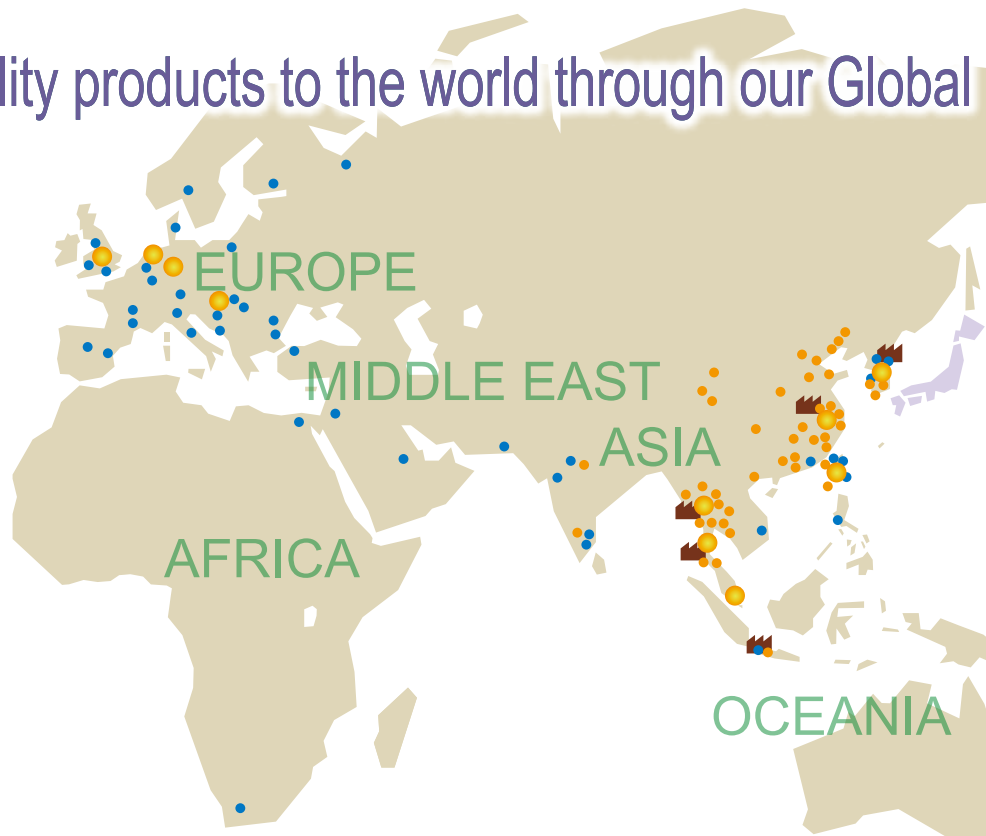 lity products to the world through our Global
EUROPE
MIDDLE EAST
ASIA
AFRICA
OCEANIA